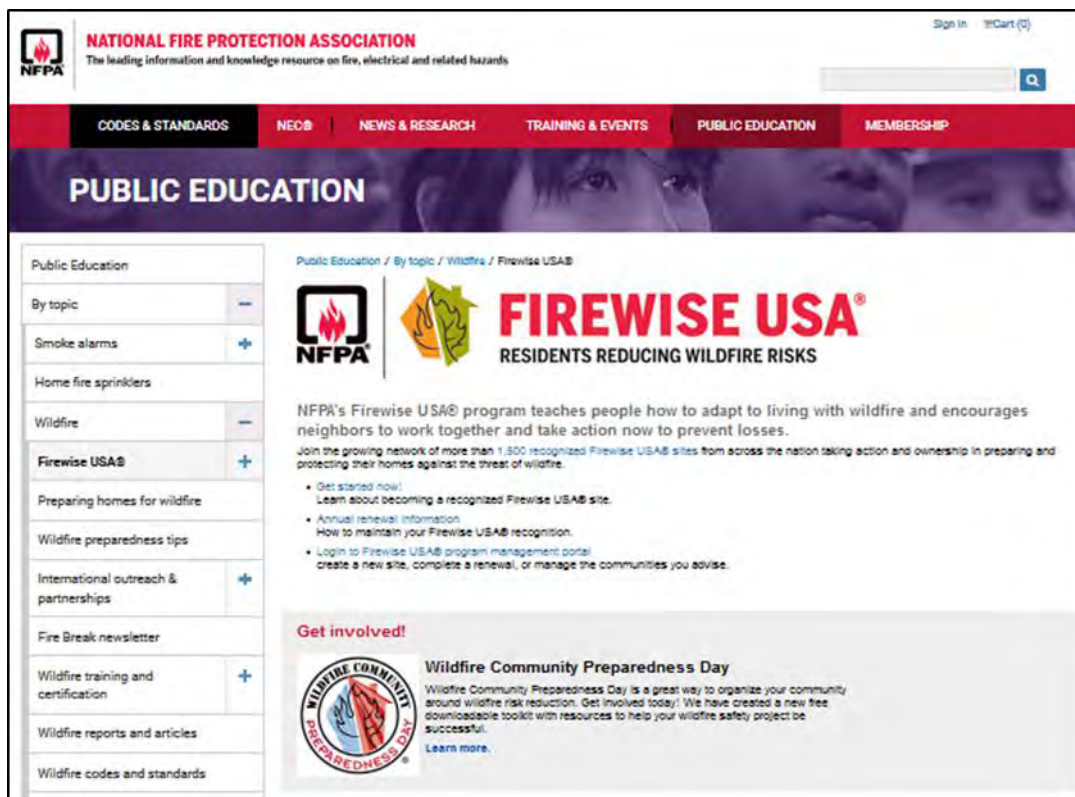 NFPA
NATIONAL FIRE PROTECTION ASSOCIATION
The leading information and knowledge resource on fire, electrical and related hazards
Sign In Cart (0)
CODES & STANDARDS NEC® NEWS & RESEARCH TRAINING & EVENTS PUBLIC EDUCATION MEMBERSHIP
PUBLIC EDUCATION
Public Education
By topic
Smoke alarms
Home fire sprinklers
Wildfire
Firewise USA®
Preparing homes for wildfire
Wildfire preparedness tips
International outreach &
partnerships
Fire Break newsletter
Wildfire training and
certification
Wildfire reports and articles
Wildfire codes and standards
Public Education / By topic / Wildfire / Firewise USA®
NFPA®
FIREWISE USA®
RESIDENTS REDUCING WILDFIRE RISKS
NFPA's Firewise USA® program teaches people how to adapt to living with wildfire and encourages
neighbors to work together and take action now to prevent losses.
Join the growing network of more than 1,500 recognized Firewise USA® sites from across the nation taking action and ownership in preparing and
protecting their homes against the threat of wildfire.
• Get started now!
Learn about becoming a recognized Firewise USA® site.
• Annual renewal information
How to maintain your Firewise USA® recognition.
• Login to Firewise USA® program management portal
create a new site, complete a renewal, or manage the communities you advise.
Get involved!
WILDFIRE COMMUNITY
PREPAREDNESS DAY
®
Wildfire Community Preparedness Day
Wildfire Community Preparedness Day is a great way to organize your community
around wildfire risk reduction. Get involved today! We have created a new free
downloadable toolkit with resources to help your wildfire safety project be
successful.
Learn more.